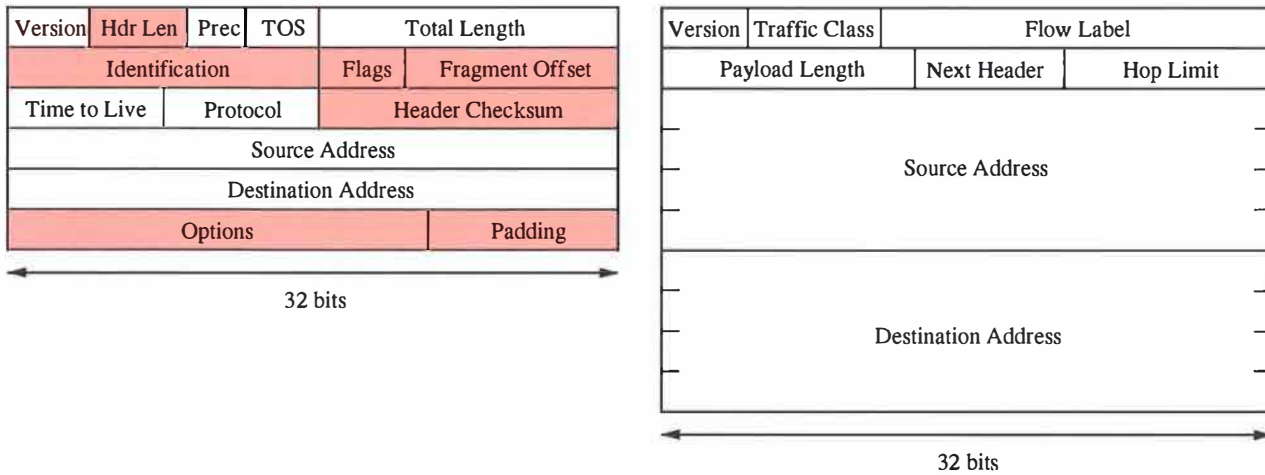 Version Hdr Len Prec TOS Total Length
Identification Flags Fragment Offset
Time to Live Protocol Header Checksum
Source Address
Destination Address
Options Padding
32 bits
Version Traffic Class Flow Label
Payload Length Next Header Hop Limit
Source Address
Destination Address
32 bits